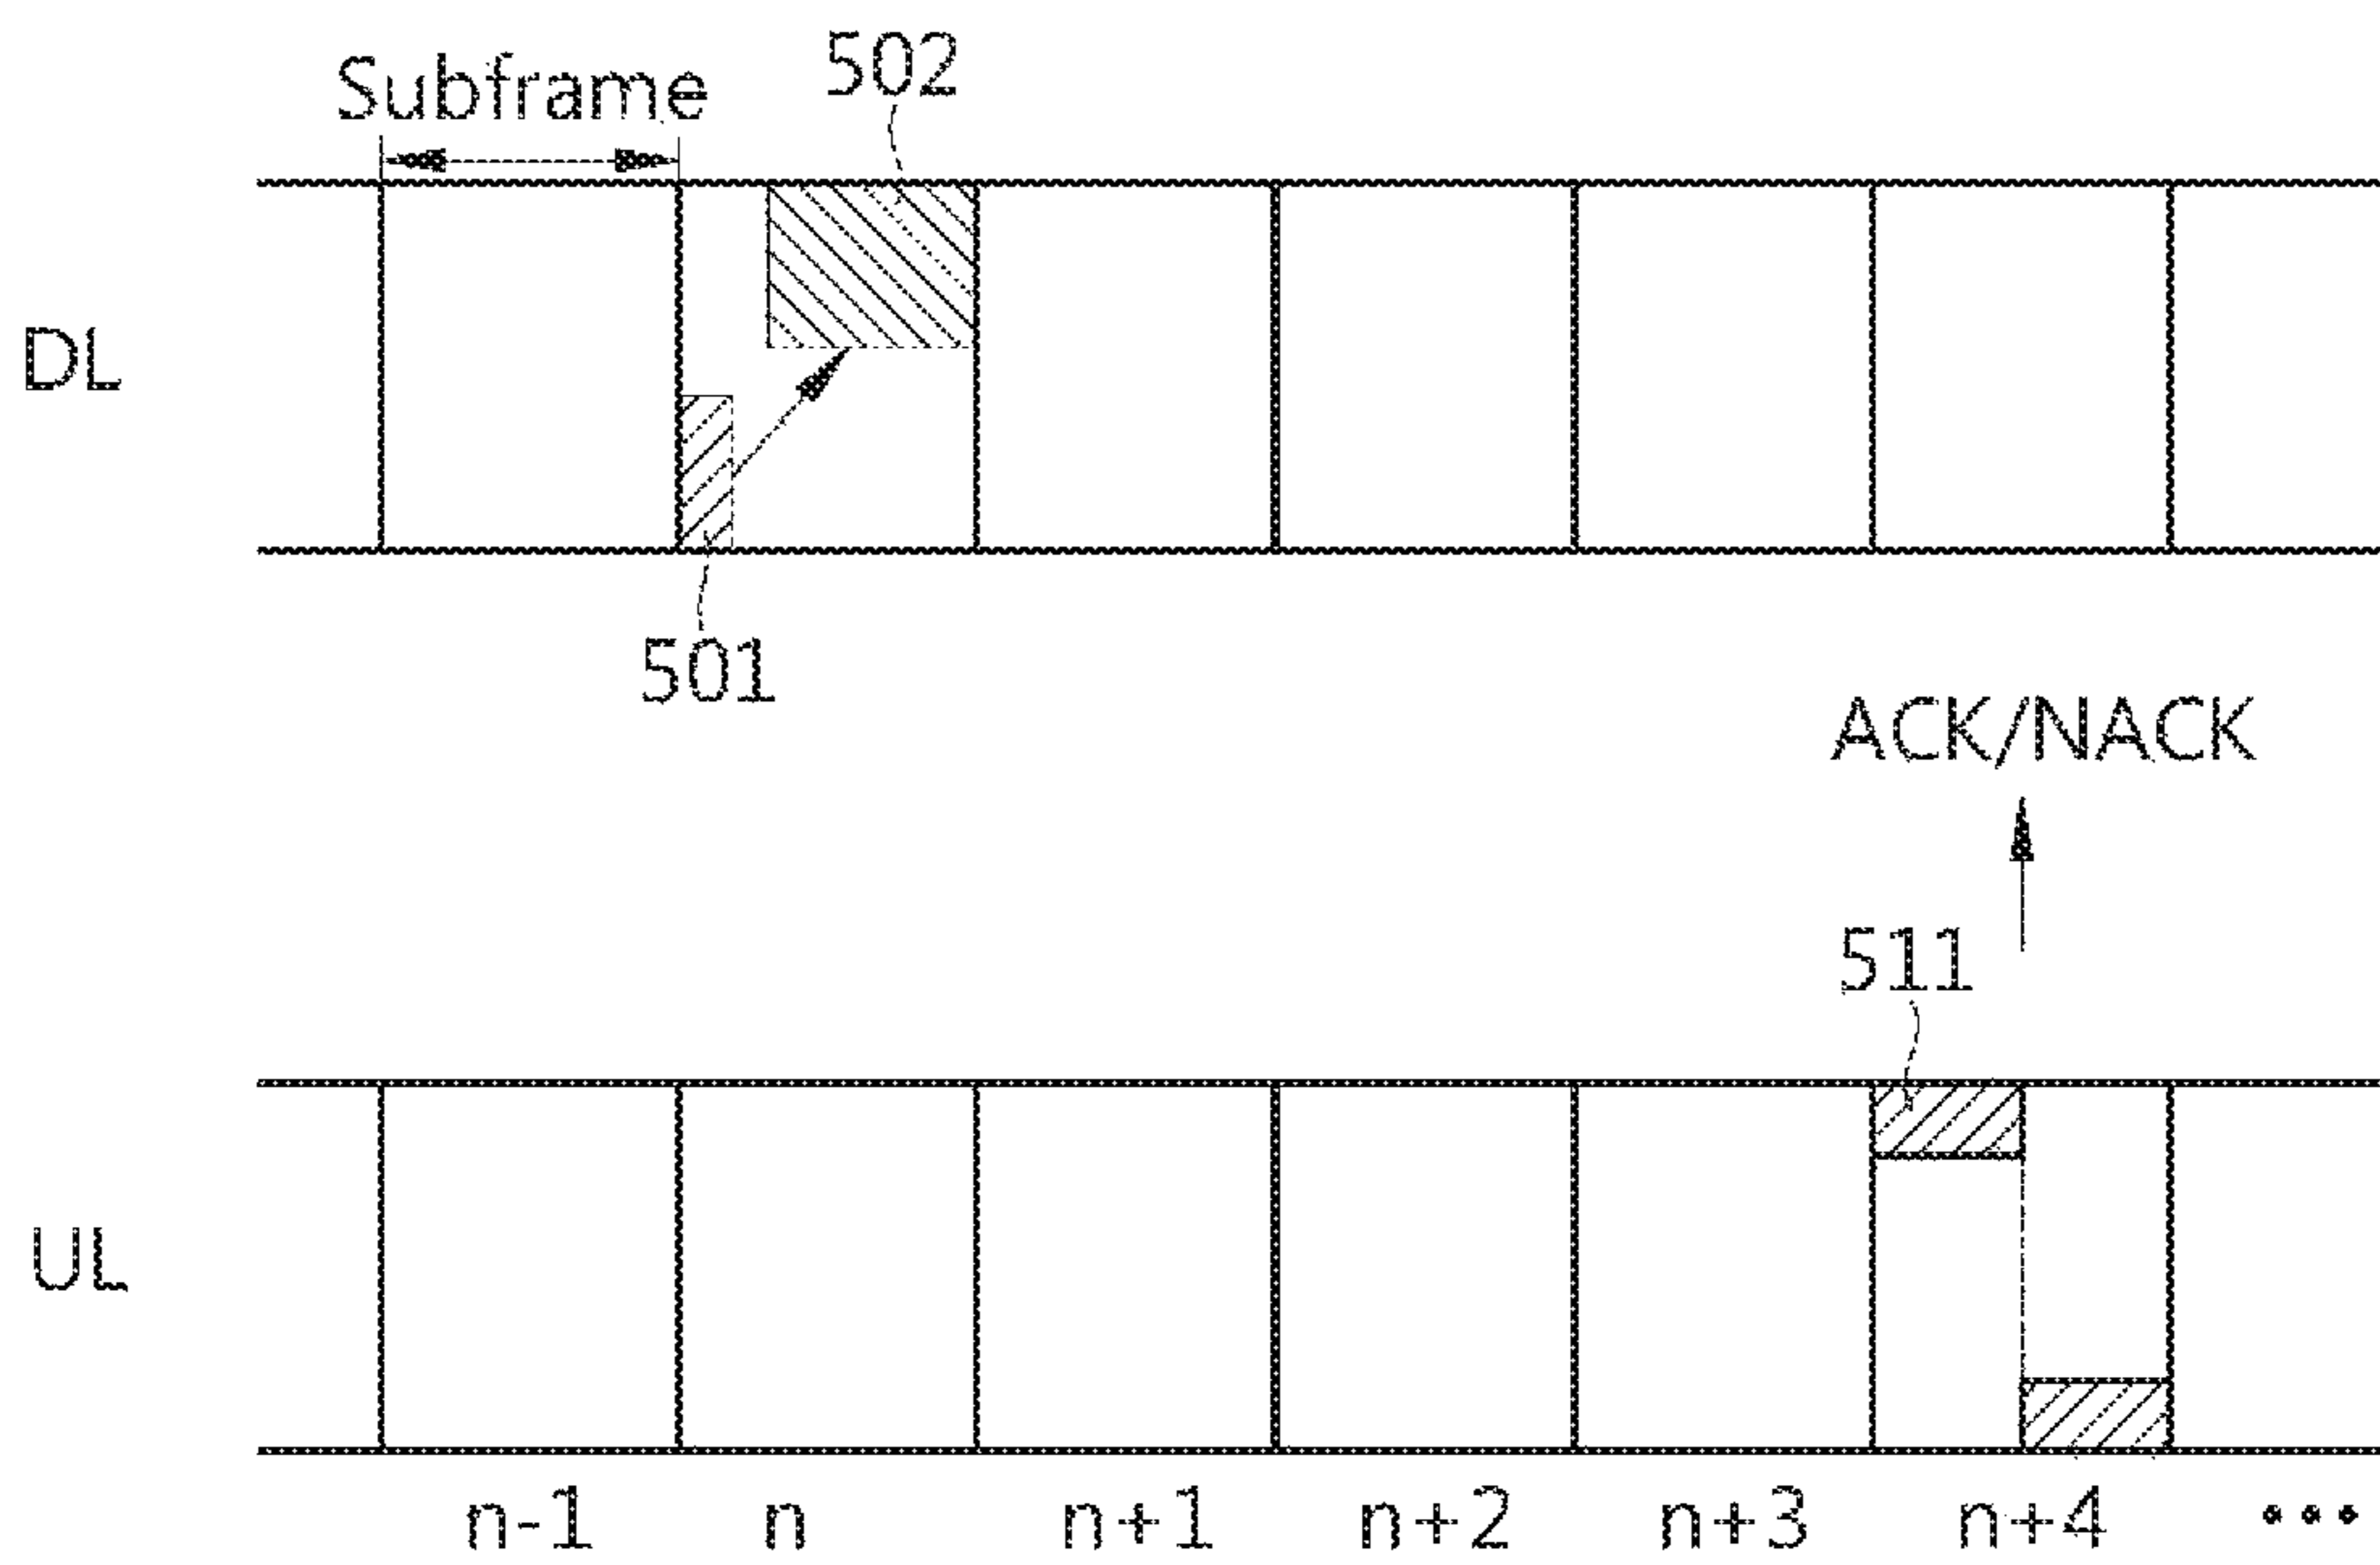 502
Subframe
DL
501
ACK/NACK
511
UL
n-1 n n+1 n+2 n+3 n+4 •••